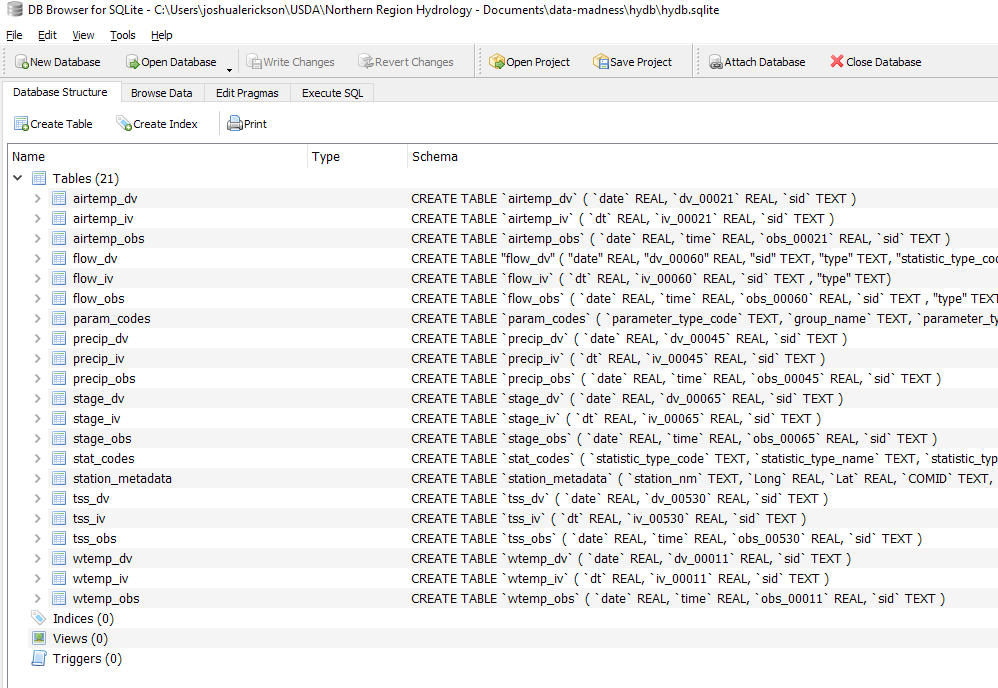 DB Browser for SQLite - C:\Users\joshualerickson\USDA\Northern Region Hydrology - Documents\data-madness\hydb\hydb.sqlite
File Edit View Tools Help
New Database Open Database Write Changes Revert Changes Open Project Save Project Attach Database Close Database
Database Structure Browse Data Edit Pragmas Execute SQL
Create Table Create Index Print
Name Type Schema
Tables (21)
airtemp_dv CREATE TABLE `airtemp_dv` ( `date` REAL, `dv_00021` REAL, `sid` TEXT )
airtemp_iv CREATE TABLE `airtemp_iv` ( `dt` REAL, `iv_00021` REAL, `sid` TEXT )
airtemp_obs CREATE TABLE `airtemp_obs` ( `date` REAL, `time` REAL, `obs_00021` REAL, `sid` TEXT )
flow_dv CREATE TABLE "flow_dv" ( "date" REAL, "dv_00060" REAL, "sid" TEXT, "type" TEXT, "statistic_type_cod
flow_iv CREATE TABLE `flow_iv` ( `dt` REAL, `iv_00060` REAL, `sid` TEXT , "type" TEXT)
flow_obs CREATE TABLE `flow_obs` ( `date` REAL, `time` REAL, `obs_00060` REAL, `sid` TEXT , "type" TEXT
param_codes CREATE TABLE `param_codes` ( `parameter_type_code` TEXT, `group_name` TEXT, `parameter_ty
precip_dv CREATE TABLE `precip_dv` ( `date` REAL, `dv_00045` REAL, `sid` TEXT )
precip_iv CREATE TABLE `precip_iv` ( `dt` REAL, `iv_00045` REAL, `sid` TEXT )
precip_obs CREATE TABLE `precip_obs` ( `date` REAL, `time` REAL, `obs_00045` REAL, `sid` TEXT )
stage_dv CREATE TABLE `stage_dv` ( `date` REAL, `dv_00065` REAL, `sid` TEXT )
stage_iv CREATE TABLE `stage_iv` ( `dt` REAL, `iv_00065` REAL, `sid` TEXT )
stage_obs CREATE TABLE `stage_obs` ( `date` REAL, `time` REAL, `obs_00065` REAL, `sid` TEXT )
stat_codes CREATE TABLE `stat_codes` ( `statistic_type_code` TEXT, `statistic_type_name` TEXT, `statistic_typ
station_metadata CREATE TABLE `station_metadata` ( `station_nm` TEXT, `Long` REAL, `Lat` REAL, `COMID` TEXT,
tss_dv CREATE TABLE `tss_dv` ( `date` REAL, `dv_00530` REAL, `sid` TEXT )
tss_iv CREATE TABLE `tss_iv` ( `dt` REAL, `iv_00530` REAL, `sid` TEXT )
tss_obs CREATE TABLE `tss_obs` ( `date` REAL, `time` REAL, `obs_00530` REAL, `sid` TEXT )
wtemp_dv CREATE TABLE `wtemp_dv` ( `date` REAL, `dv_00011` REAL, `sid` TEXT )
wtemp_iv CREATE TABLE `wtemp_iv` ( `dt` REAL, `iv_00011` REAL, `sid` TEXT )
wtemp_obs CREATE TABLE `wtemp_obs` ( `date` REAL, `time` REAL, `obs_00011` REAL, `sid` TEXT )
Indices (0)
Views (0)
Triggers (0)